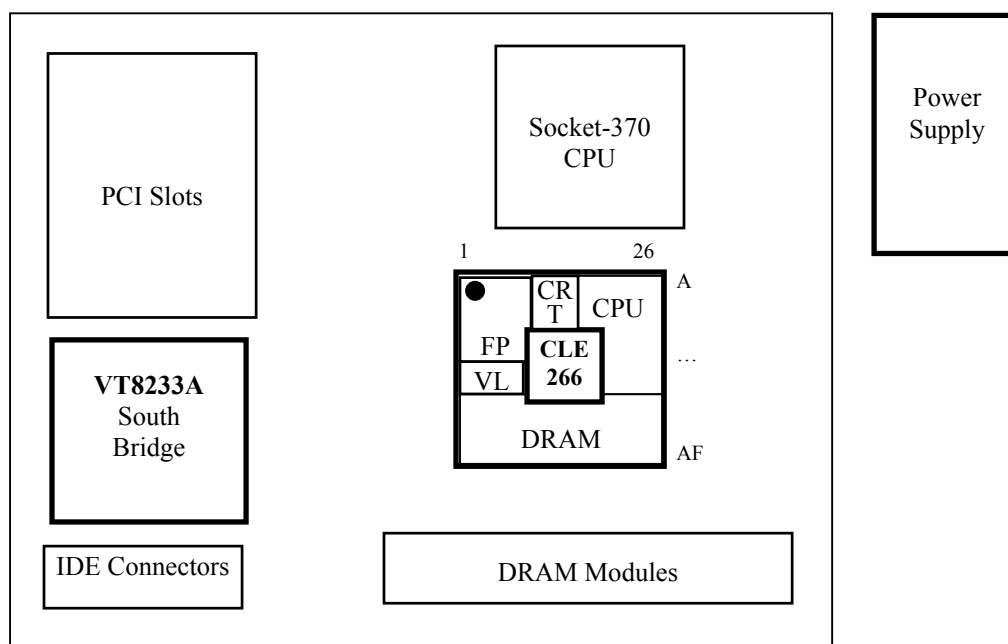 Power
Supply
Socket-370
CPU
PCI Slots
1
26
A
CR
T
CPU
FP
CLE
266
…
VL
VT8233A
South
Bridge
DRAM
AF
IDE Connectors
DRAM Modules